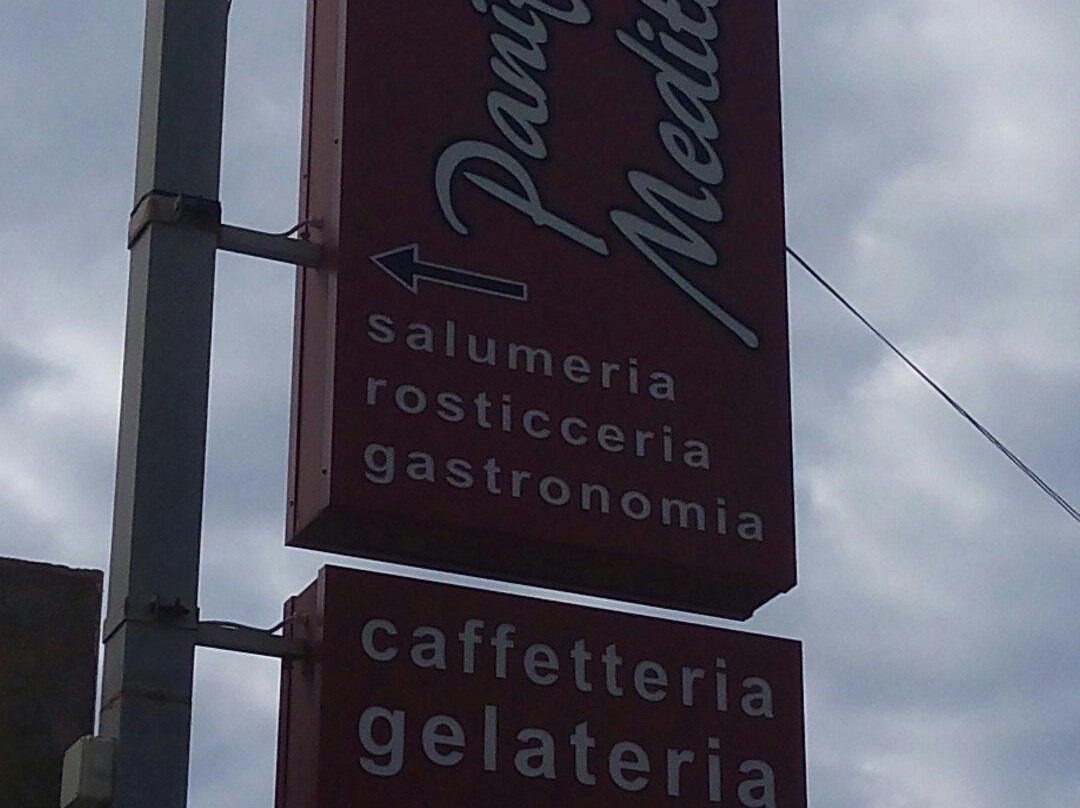 salumeria
rosticceria
gastronomia
caffetteria
gelateria